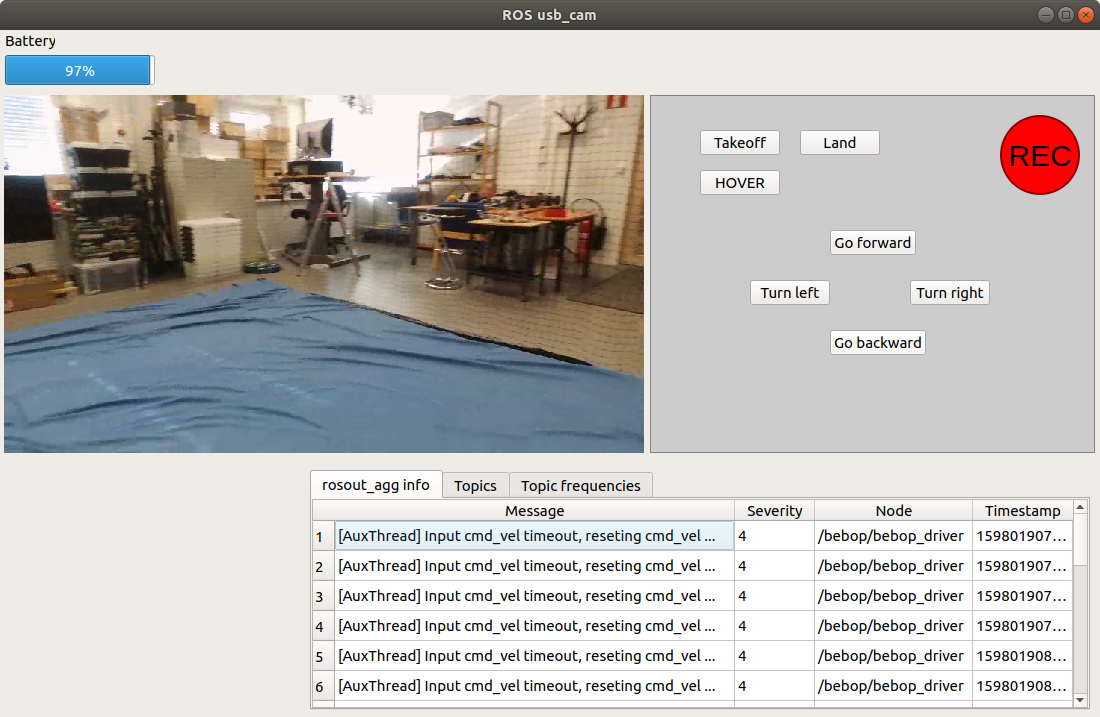 ROS usb_cam
Battery
97%
Takeoff Land
REC
HOVER
Go forward
Turn left Turn right
Go backward
rosout_agg info Topics Topic frequencies
Message Severity Node Timestamp
1 [AuxThread] Input cmd_vel timeout, reseting cmd_vel ... 4 /bebop/bebop_driver 159801907...
2 [AuxThread] Input cmd_vel timeout, reseting cmd_vel ... 4 /bebop/bebop_driver 159801907...
3 [AuxThread] Input cmd_vel timeout, reseting cmd_vel ... 4 /bebop/bebop_driver 159801907...
4 [AuxThread] Input cmd_vel timeout, reseting cmd_vel ... 4 /bebop/bebop_driver 159801907...
5 [AuxThread] Input cmd_vel timeout, reseting cmd_vel ... 4 /bebop/bebop_driver 159801908...
6 [AuxThread] Input cmd_vel timeout, reseting cmd_vel ... 4 /bebop/bebop_driver 159801908...